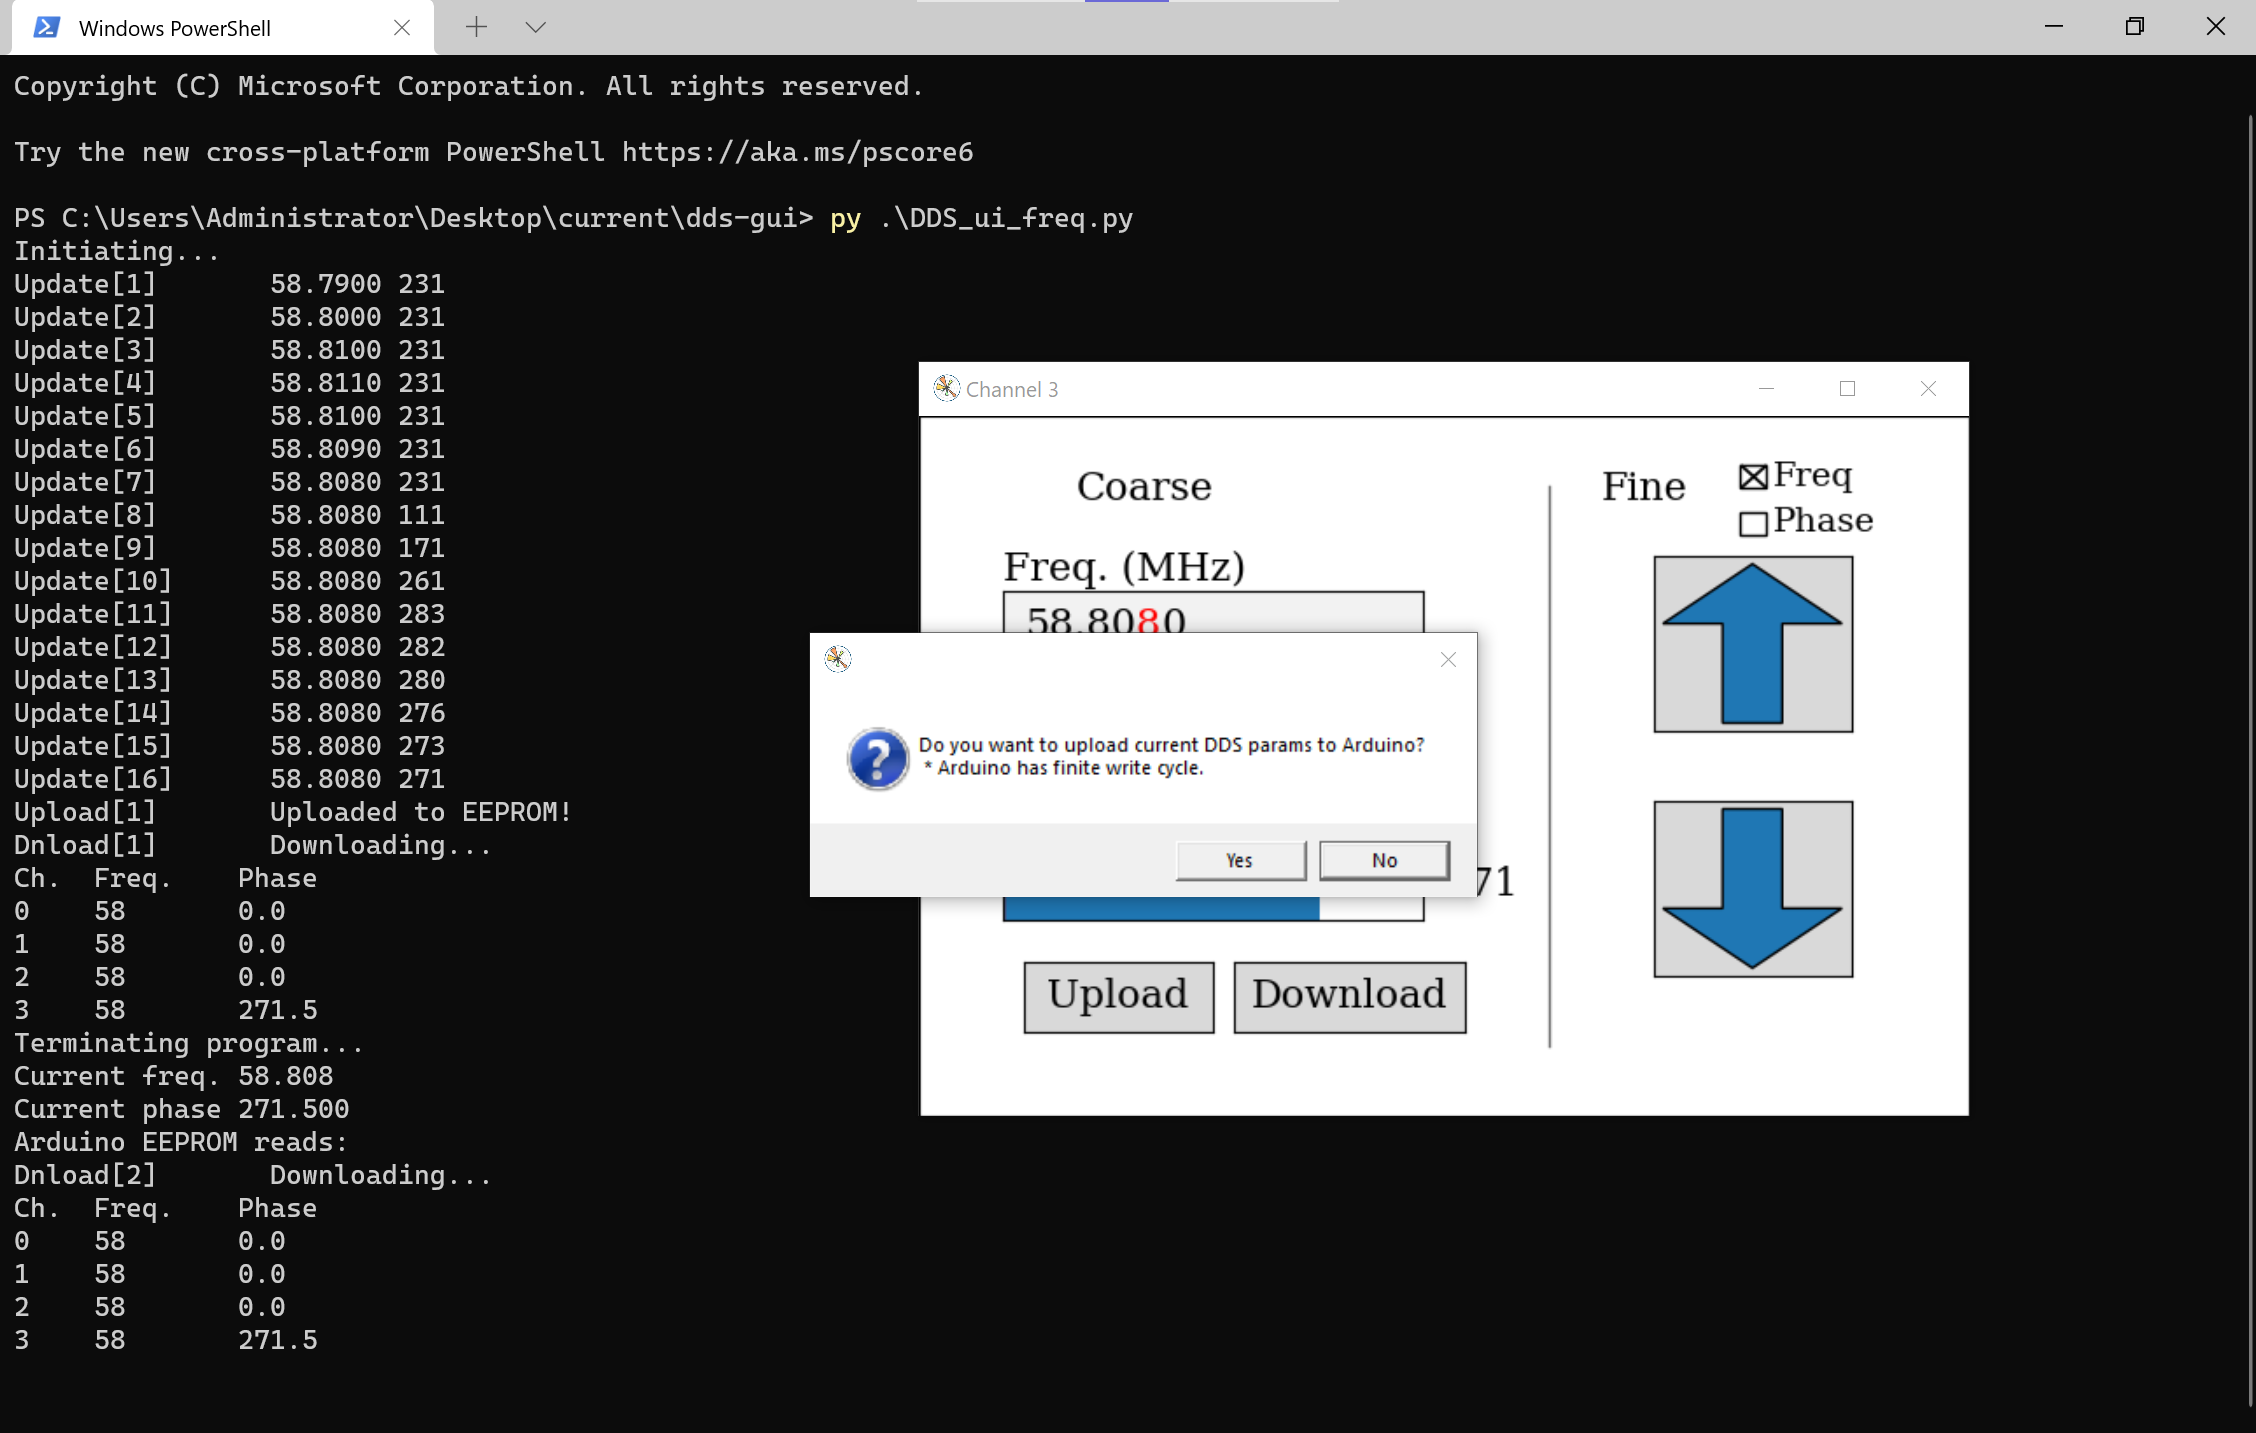 Windows PowerShell
Copyright (C) Microsoft Corporation. All rights reserved.
Try the new cross-platform PowerShell https://aka.ms/pscore6
PS C:\Users\Administrator\Desktop\current\dds-gui> py .\DDS_ui_freq.py
Initiating...
Update[1] 58.7900 231
Update[2] 58.8000 231
Update[3] 58.8100 231
Update[4] 58.8110 231
Update[5] 58.8100 231
Update[6] 58.8090 231
Update[7] 58.8080 231
Update[8] 58.8080 111
Update[9] 58.8080 171
Update[10] 58.8080 261
Update[11] 58.8080 283
Update[12] 58.8080 282
Update[13] 58.8080 280
Update[14] 58.8080 276
Update[15] 58.8080 273
Update[16] 58.8080 271
Upload[1] Uploaded to EEPROM!
Dnload[1] Downloading...
Ch. Freq. Phase
0 58 0.0
1 58 0.0
2 58 0.0
3 58 271.5
Terminating program...
Current freq. 58.808
Current phase 271.500
Arduino EEPROM reads:
Dnload[2] Downloading...
Ch. Freq. Phase
0 58 0.0
1 58 0.0
2 58 0.0
3 58 271.5
Channel 3
Coarse
Freq. (MHz)
58.8080
Do you want to upload current DDS params to Arduino?
* Arduino has finite write cycle.
Yes No
71
Upload Download
Fine
Freq
Phase